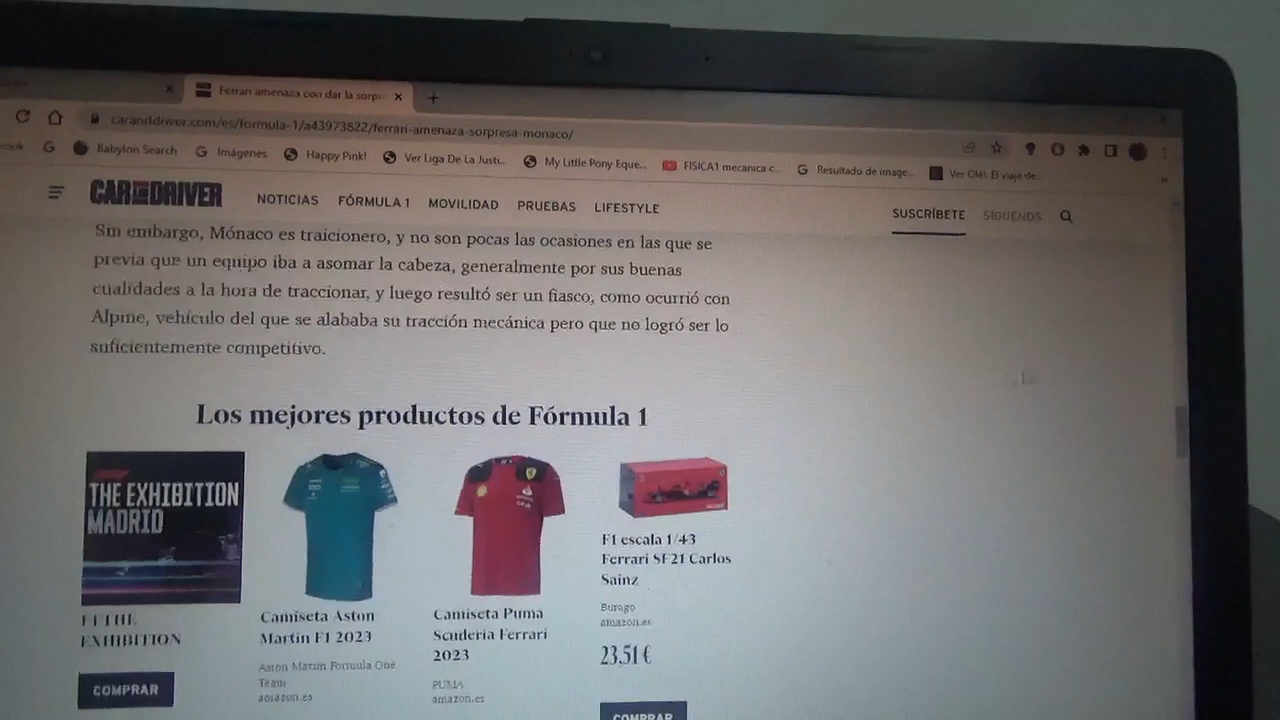 Ferrari amenaza con dar la sorpr
caranddriver.com/es/formula-1/a43973822/ferrari-amenaza-sorpresa-monaco/
Babylon Search Imágenes Happy Pink! Ver Liga De La Justi... My Little Pony Eque... FISICA1 mecanica c... Resultado de image... Ver Olé!. El viaje de...
CAR AND DRIVER NOTICIAS FÓRMULA 1 MOVILIDAD PRUEBAS LIFESTYLE SUSCRÍBETE SÍGUENOS
Sin embargo, Mónaco es traicionero, y no son pocas las ocasiones en las que se
previa que un equipo iba a asomar la cabeza, generalmente por sus buenas
cualidades a la hora de traccionar, y luego resultó ser un fiasco, como ocurrió con
Alpine, vehículo del que se alababa su tracción mecánica pero que no logró ser lo
suficientemente competitivo.
Los mejores productos de Fórmula 1
THE EXHIBITION
MADRID
F1 THE
EXHIBITION
COMPRAR
Camiseta Aston
Martin F1 2023
Aston Martin Formula One
Team
amazon.es
Camiseta Puma
Scuderia Ferrari
2023
PUMA
amazon.es
F1 escala 1/43
Ferrari SF21 Carlos
Sainz
Burago
amazon.es
23,51 €
COMPRAR